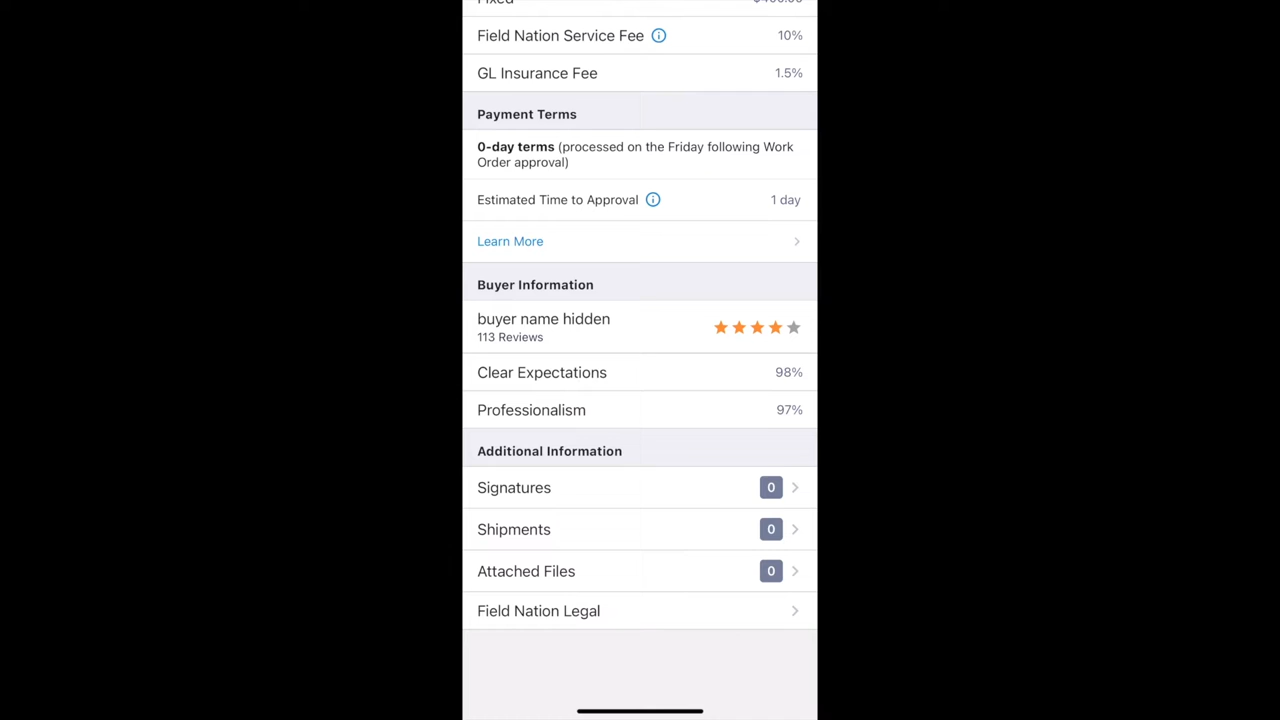 Fixed
Field Nation Service Fee 10%
GL Insurance Fee 1.5%
Payment Terms
0-day terms (processed on the Friday following Work
Order approval)
Estimated Time to Approval 1 day
Learn More
Buyer Information
buyer name hidden
113 Reviews
Clear Expectations 98%
Professionalism 97%
Additional Information
Signatures 0
Shipments 0
Attached Files 0
Field Nation Legal